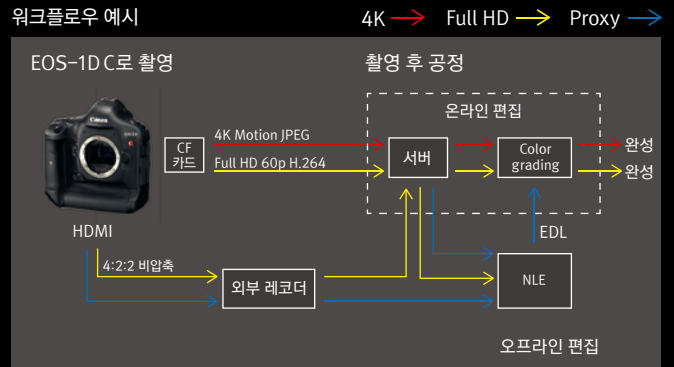 워크플로우 예시
4K Full HD Proxy
EOS-1D C로 촬영
촬영 후 공정
온라인 편집
Canon
CF
카드
4K Motion JPEG
Full HD 60p H.264
서버
Color
grading
완성
완성
HDMI
4:2:2 비압축
외부 레코더
EDL
NLE
오프라인 편집